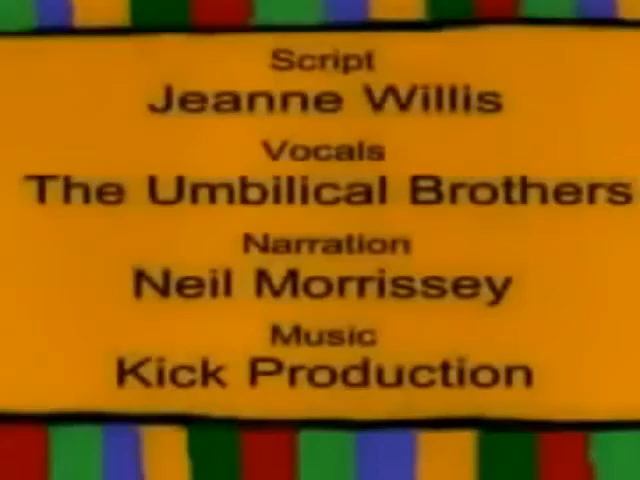 Script
Jeanne Willis
Vocals
The Umbilical Brothers
Narration
Neil Morrissey
Music
Kick Production